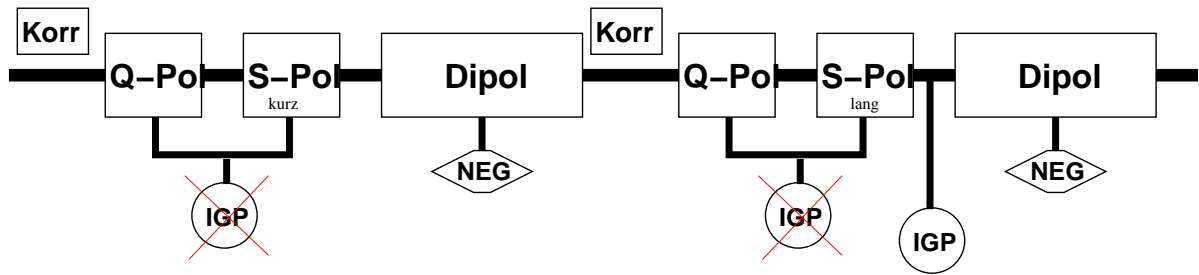 Korr
Korr
Q–Pol
S–Pol
kurz
Dipol
Q–Pol
S–Pol
lang
Dipol
NEG
NEG
IGP
IGP
IGP